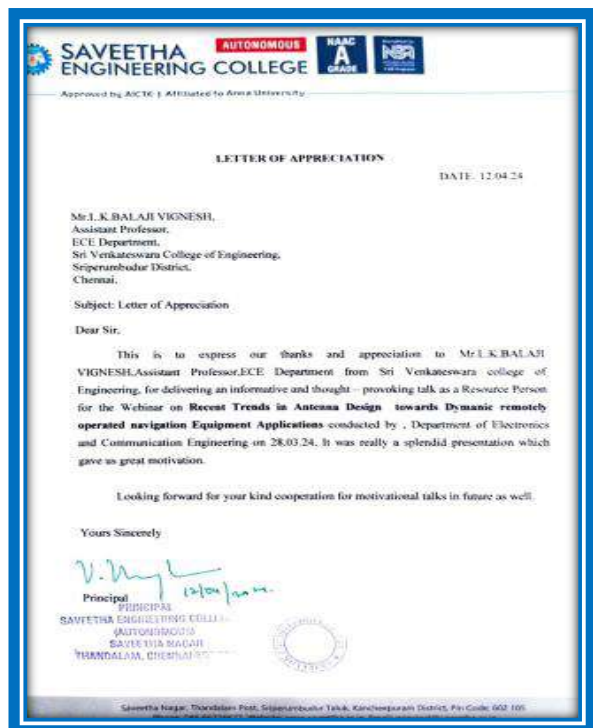 SAVEETHA AUTONOMOUS NAAC
ENGINEERING COLLEGE A GRADE
Approved by AICTE | Affiliated to Anna University
LETTER OF APPRECIATION
DATE. 12.04.24
Mr.L.K.BALAJI VIGNESH,
Assistant Professor,
ECE Department,
Sri Venkateswara College of Engineering,
Sriperumbudur District,
Chennai.
Subject: Letter of Appreciation
Dear Sir,
This is to express our thanks and appreciation to Mr.L.K.BALAJI
VIGNESH,Assistant Professor,ECE Department from Sri Venkateswara college of
Engineering, for delivering an informative and thought – provoking talk as a Resource Person
for the Webinar on Recent Trends in Antenna Design towards Dymanic remotely
operated navigation Equipment Applications conducted by , Department of Electronics
and Communication Engineering on 28.03.24. It was really a splendid presentation which
gave us great motivation.
Looking forward for your kind cooperation for motivational talks in future as well.
Yours Sincerely
Principal
PRINCIPAL
SAVEETHA ENGINEERING COLLEGE
(AUTONOMOUS)
SAVEETHA NAGAR
THANDALAM, CHENNAI
Saveetha Nagar, Thandalam Post, Sriperumbudur Taluk, Kancheepuram District, Pin Code: 602 105